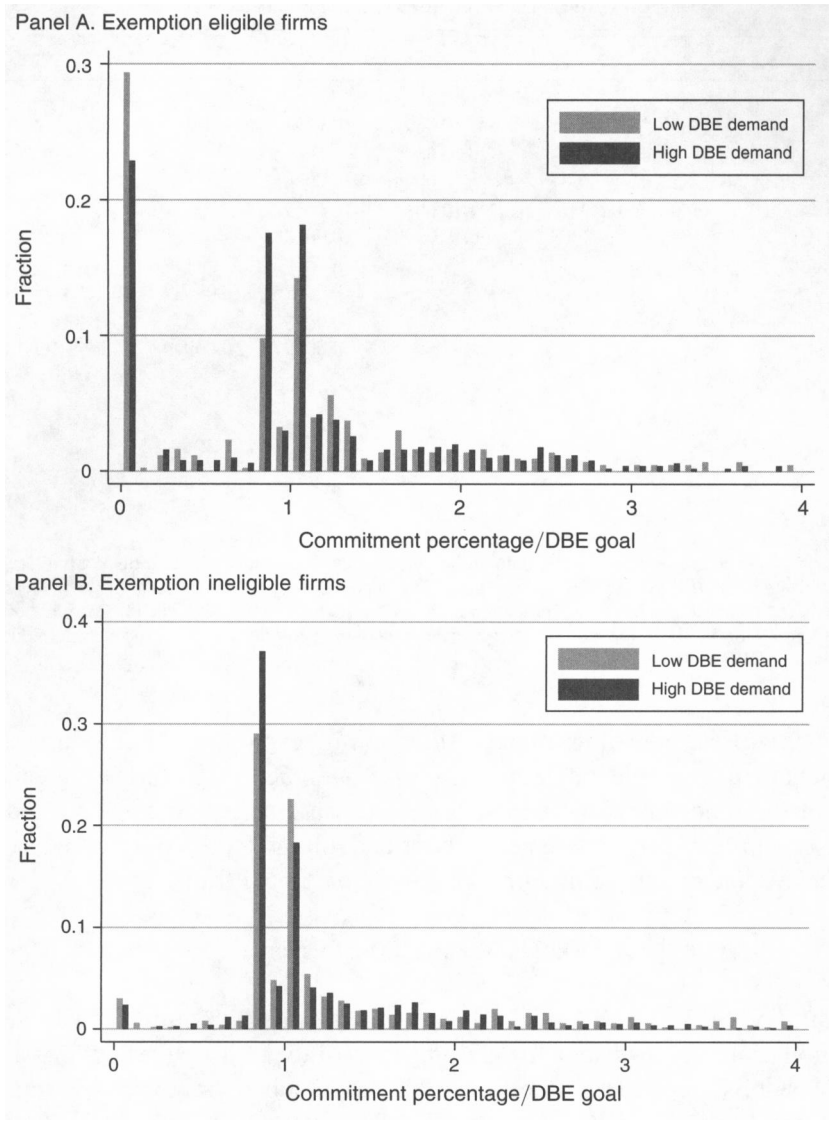 Panel A. Exemption eligible firms
0.3
Low DBE demand
High DBE demand
0.2
Fraction
0.1
0
0 1 2 3 4
Commitment percentage/DBE goal
Panel B. Exemption ineligible firms
0.4
Low DBE demand
High DBE demand
0.3
Fraction
0.2
0.1
0
0 1 2 3 4
Commitment percentage/DBE goal